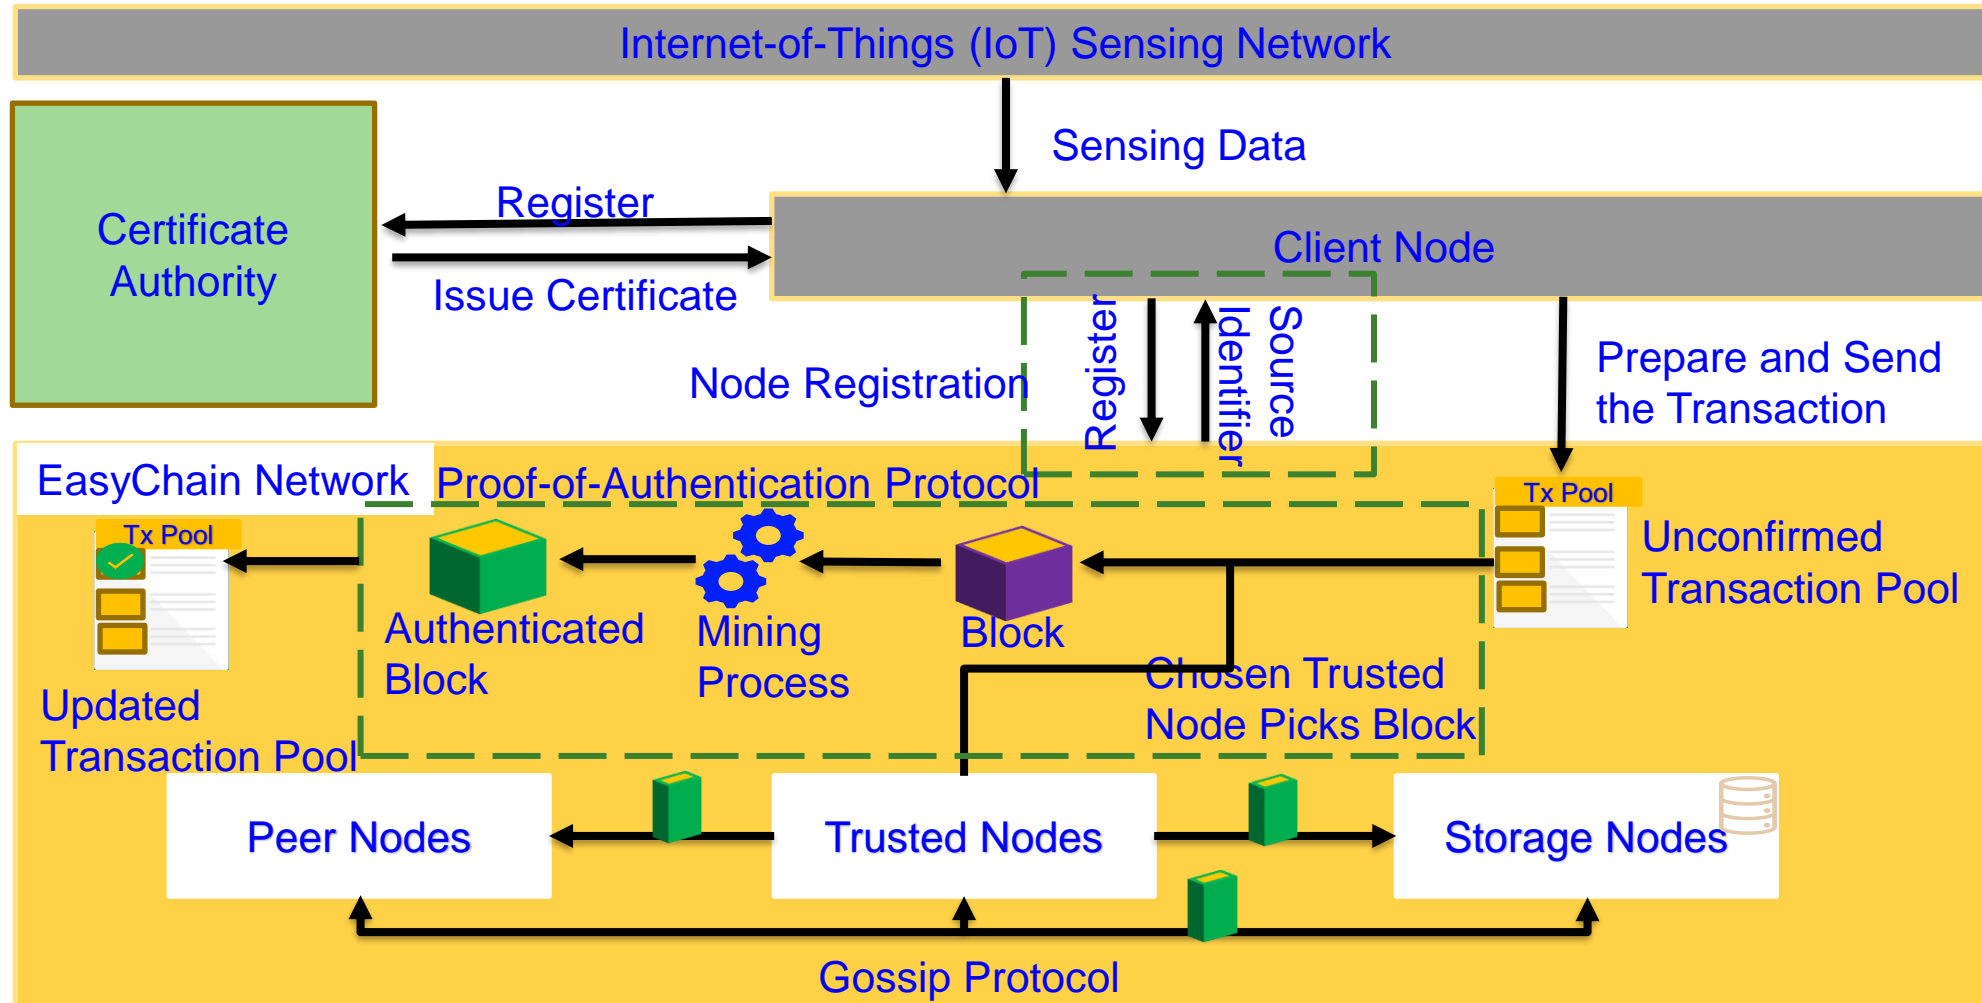 Internet-of-Things (IoT) Sensing Network
Sensing Data
Certificate
Authority
Register
Issue Certificate
Client Node
Node Registration
Register
Source
Identifier
Prepare and Send
the Transaction
EasyChain Network
Proof-of-Authentication Protocol
Tx Pool
Updated
Transaction Pool
Authenticated
Block
Mining
Process
Block
Chosen Trusted
Node Picks Block
Tx Pool
Unconfirmed
Transaction Pool
Peer Nodes
Trusted Nodes
Storage Nodes
Gossip Protocol